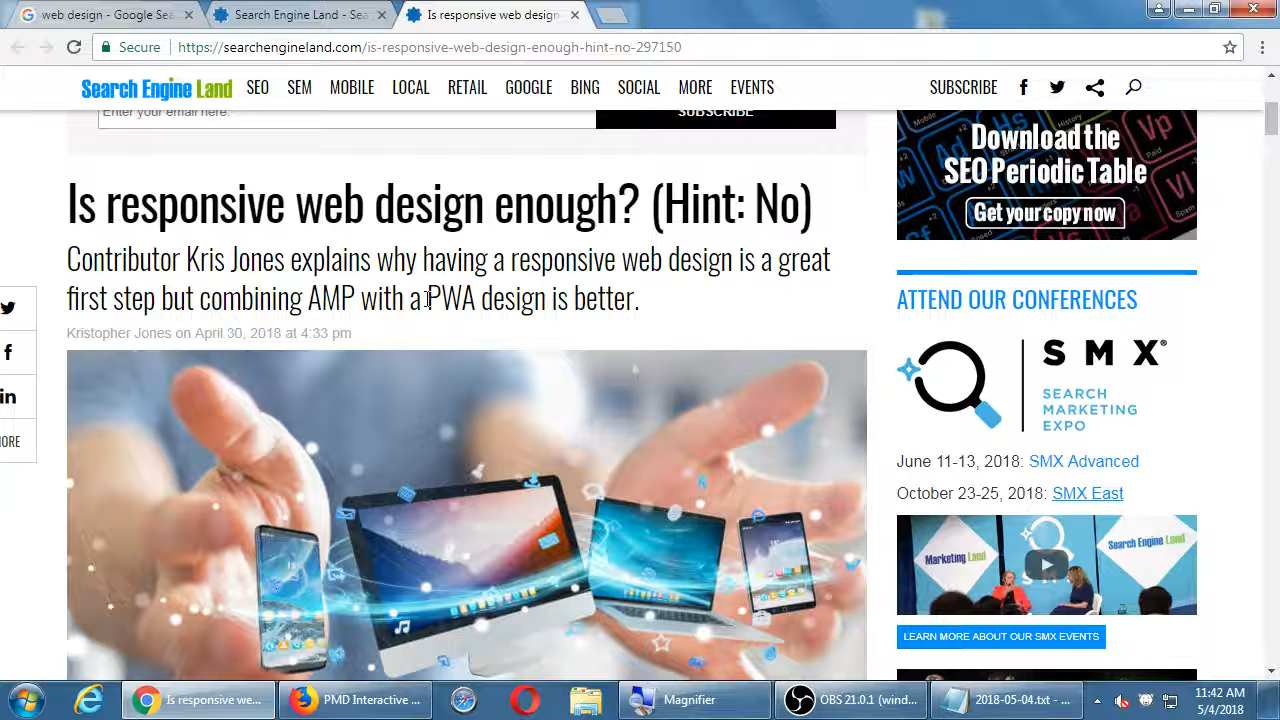 web design - Google Sea
Search Engine Land - Sea
Is responsive web design
Secure
https://searchengineland.com/is-responsive-web-design-enough-hint-no-297150
Search Engine Land SEO SEM MOBILE LOCAL RETAIL GOOGLE BING SOCIAL MORE EVENTS SUBSCRIBE
Enter your email here.
SUBSCRIBE
Is responsive web design enough? (Hint: No)
Contributor Kris Jones explains why having a responsive web design is a great
first step but combining AMP with a PWA design is better.
Kristopher Jones on April 30, 2018 at 4:33 pm
in
MORE
Download the
SEO Periodic Table
Get your copy now
ATTEND OUR CONFERENCES
SMX®
SEARCH
MARKETING
EXPO
June 11-13, 2018: SMX Advanced
October 23-25, 2018: SMX East
Marketing Land
Search Engine Land
LEARN MORE ABOUT OUR SMX EVENTS
Is responsive we...
PMD Interactive ...
Magnifier
OBS 21.0.1 (wind...
2018-05-04.txt - ...
11:42 AM
5/4/2018